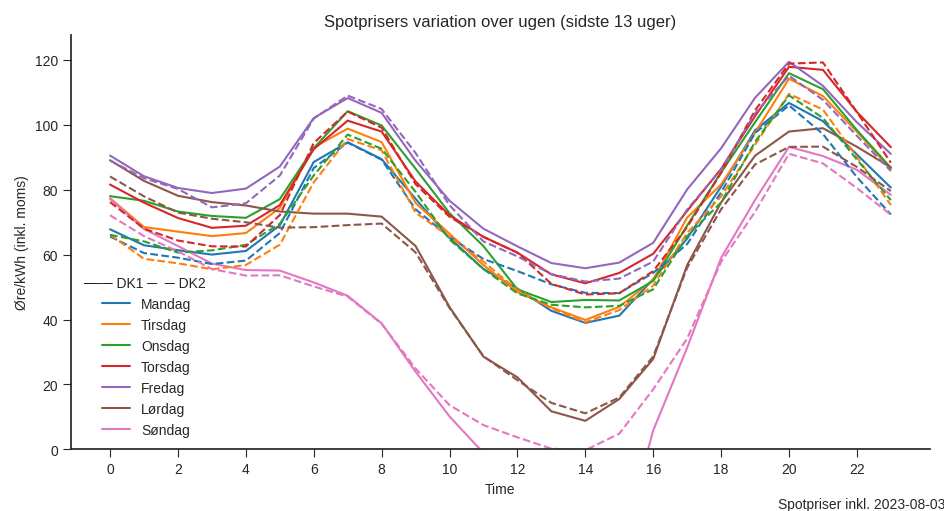 Spotprisers variation over ugen (sidste 13 uger)
Øre/kWh (inkl. moms)
120
100
80
60
40
20
0
DK1 DK2
Mandag
Tirsdag
Onsdag
Torsdag
Fredag
Lørdag
Søndag
0 2 4 6 8 10 12 14 16 18 20 22
Time
Spotpriser inkl. 2023-08-03